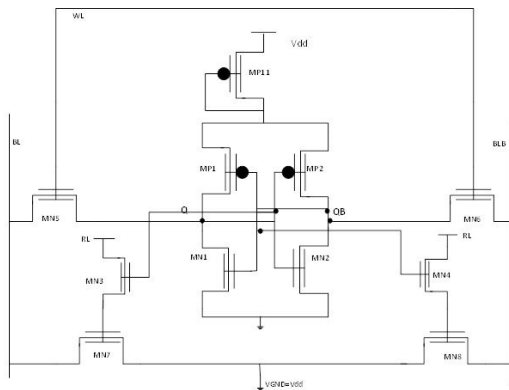 WL
Vdd
MP11
BL
BLB
MP1
MP2
MN5
Q
QB
MN6
RL
RL
MN3
MN1
MN2
MN4
MN7
MN8
VGND=Vdd